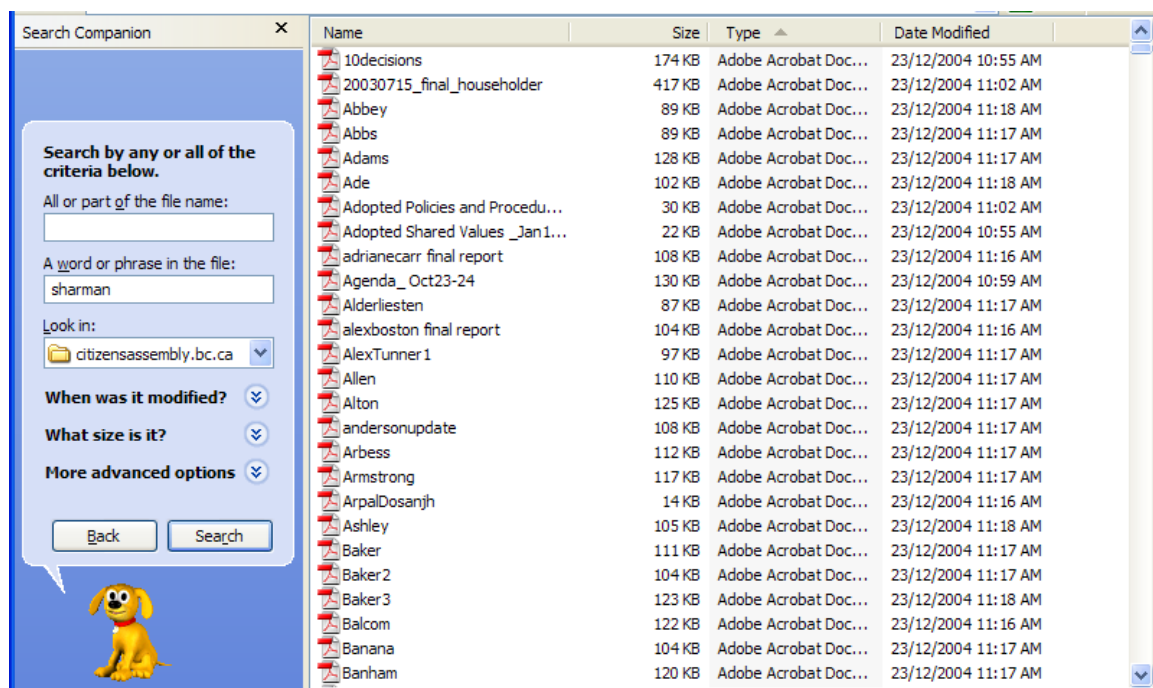 Search Companion
Search by any or all of the
criteria below.
All or part of the file name:
A word or phrase in the file:
sharman
Look in:
citizensassembly.bc.ca
When was it modified?
What size is it?
More advanced options
Back Search
Name Size Type Date Modified
10decisions 174 KB Adobe Acrobat Doc... 23/12/2004 10:55 AM
20030715_final_householder 417 KB Adobe Acrobat Doc... 23/12/2004 11:02 AM
Abbey 89 KB Adobe Acrobat Doc... 23/12/2004 11:18 AM
Abbs 89 KB Adobe Acrobat Doc... 23/12/2004 11:17 AM
Adams 128 KB Adobe Acrobat Doc... 23/12/2004 11:17 AM
Ade 102 KB Adobe Acrobat Doc... 23/12/2004 11:18 AM
Adopted Policies and Procedu... 30 KB Adobe Acrobat Doc... 23/12/2004 11:02 AM
Adopted Shared Values _Jan1... 22 KB Adobe Acrobat Doc... 23/12/2004 10:55 AM
adrianecarr final report 108 KB Adobe Acrobat Doc... 23/12/2004 11:16 AM
Agenda_ Oct23-24 130 KB Adobe Acrobat Doc... 23/12/2004 10:59 AM
Alderliesten 87 KB Adobe Acrobat Doc... 23/12/2004 11:17 AM
alexboston final report 104 KB Adobe Acrobat Doc... 23/12/2004 11:16 AM
AlexTunner1 97 KB Adobe Acrobat Doc... 23/12/2004 11:17 AM
Allen 110 KB Adobe Acrobat Doc... 23/12/2004 11:17 AM
Alton 125 KB Adobe Acrobat Doc... 23/12/2004 11:17 AM
andersonupdate 108 KB Adobe Acrobat Doc... 23/12/2004 11:17 AM
Arbess 112 KB Adobe Acrobat Doc... 23/12/2004 11:17 AM
Armstrong 117 KB Adobe Acrobat Doc... 23/12/2004 11:17 AM
ArpalDosanjh 14 KB Adobe Acrobat Doc... 23/12/2004 11:16 AM
Ashley 105 KB Adobe Acrobat Doc... 23/12/2004 11:18 AM
Baker 111 KB Adobe Acrobat Doc... 23/12/2004 11:17 AM
Baker2 104 KB Adobe Acrobat Doc... 23/12/2004 11:17 AM
Baker3 123 KB Adobe Acrobat Doc... 23/12/2004 11:18 AM
Balcom 122 KB Adobe Acrobat Doc... 23/12/2004 11:16 AM
Banana 104 KB Adobe Acrobat Doc... 23/12/2004 11:17 AM
Banham 120 KB Adobe Acrobat Doc... 23/12/2004 11:17 AM